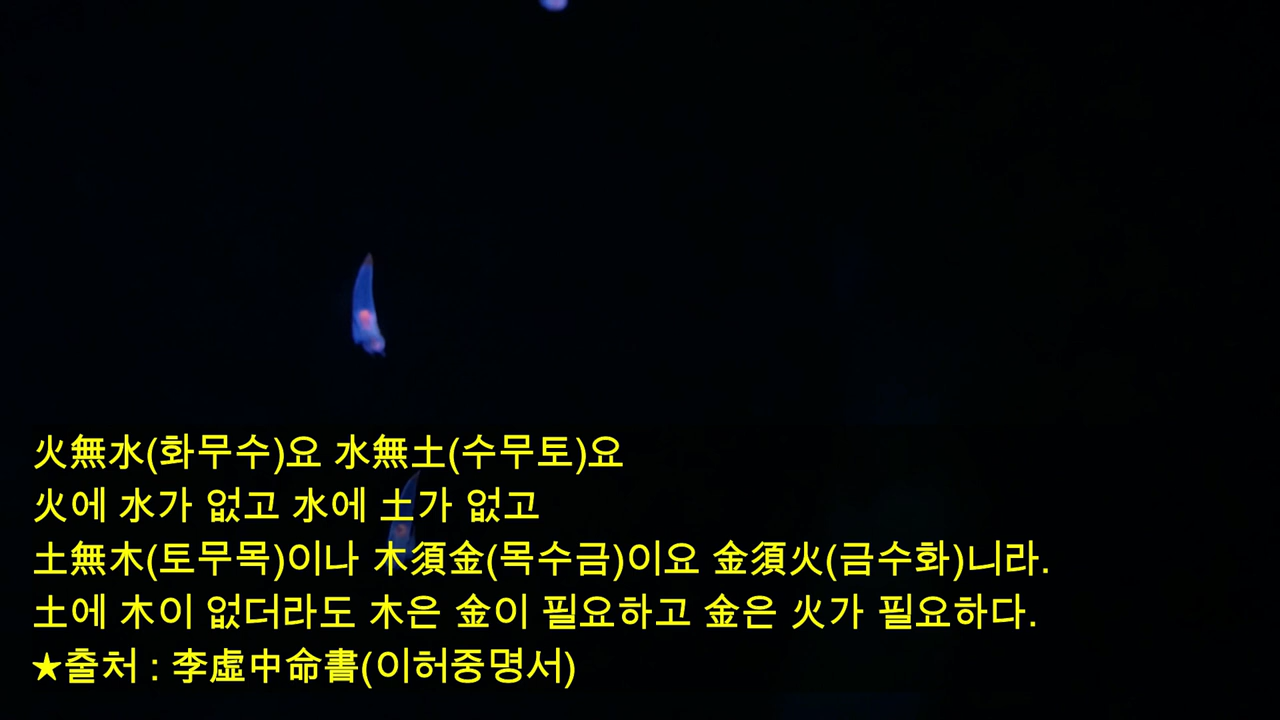 火無水(화무수)요 水無土(수무토)요
火에 水가 없고 水에 土가 없고
土無木(토무목)이나 木須金(목수금)이요 金須火(금수화)니라.
土에 木이 없더라도 木은 金이 필요하고 金은 火가 필요하다.
★출처 : 李虛中命書(이허중명서)